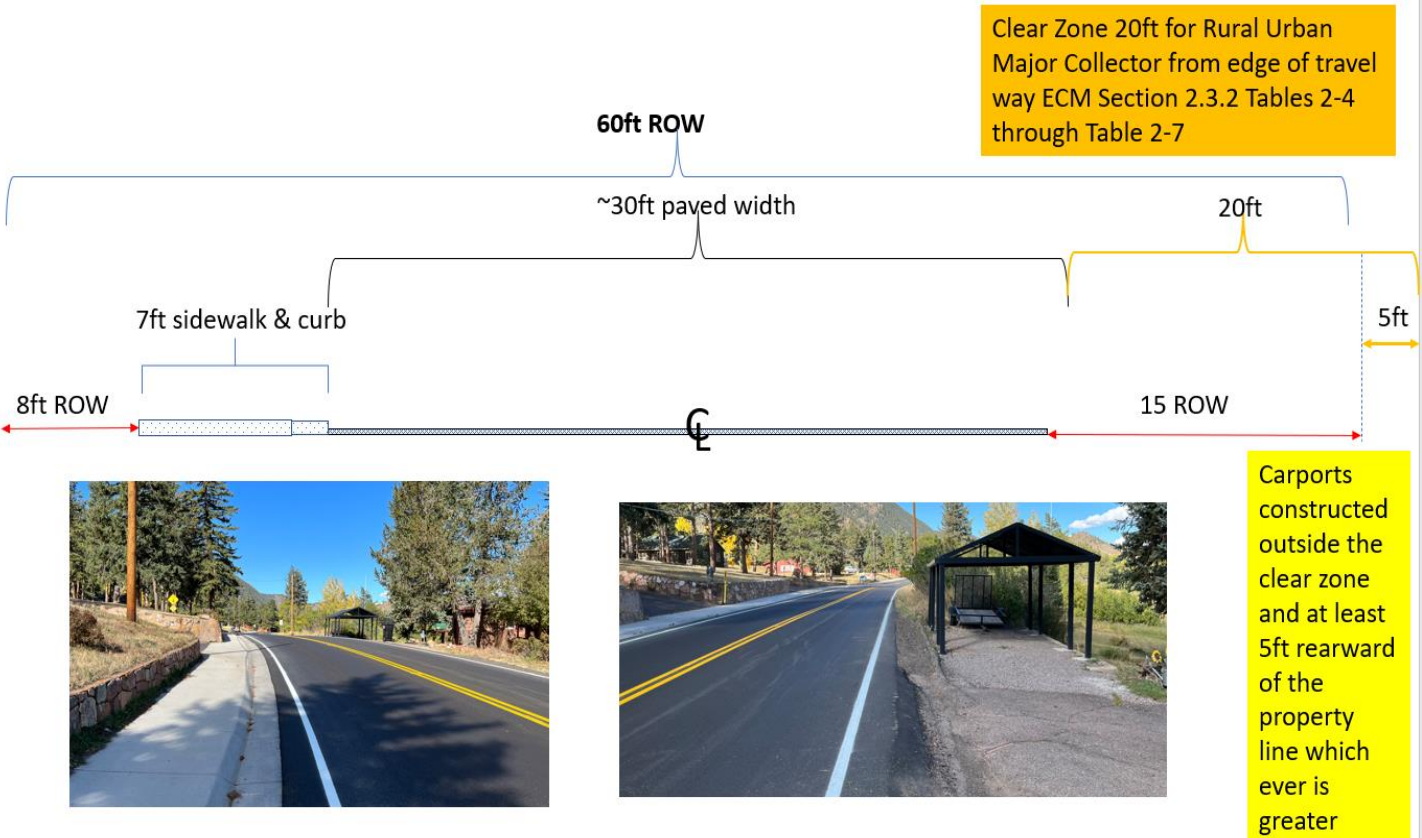 Clear Zone 20ft for Rural Urban
Major Collector from edge of travel
way ECM Section 2.3.2 Tables 2-4
through Table 2-7
60ft ROW
~30ft paved width
20ft
7ft sidewalk & curb
5ft
8ft ROW
15 ROW
℄
Carports
constructed
outside the
clear zone
and at least
5ft rearward
of the
property
line which
ever is
greater